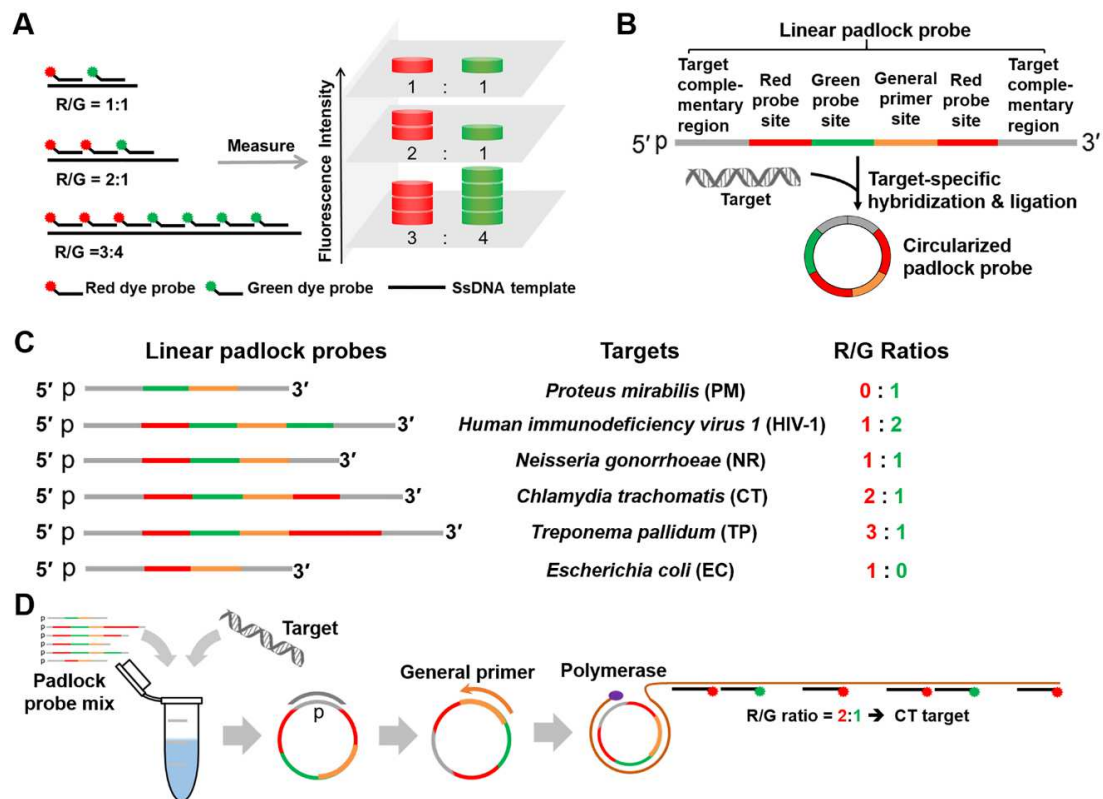 A
R/G = 1:1
R/G = 2:1
R/G =3:4
Measure
Fluorescence Intensity
1 : 1
2 : 1
3 : 4
Red dye probe
Green dye probe
SsDNA template
B
Linear padlock probe
Target comple-mentary region
Red probe site
Green probe site
General primer site
Red probe site
Target comple-mentary region
5′ p
3′
Target
Target-specific
hybridization & ligation
Circularized
padlock probe
C
Linear padlock probes
Targets
R/G Ratios
5′ p 3′ Proteus mirabilis (PM) 0 : 1
5′ p 3′ Human immunodeficiency virus 1 (HIV-1) 1 : 2
5′ p 3′ Neisseria gonorrhoeae (NR) 1 : 1
5′ p 3′ Chlamydia trachomatis (CT) 2 : 1
5′ p 3′ Treponema pallidum (TP) 3 : 1
5′ p 3′ Escherichia coli (EC) 1 : 0
D
p
p
p
p
p
p
Padlock
probe mix
Target
p
General primer
Polymerase
R/G ratio = 2:1 ➔ CT target